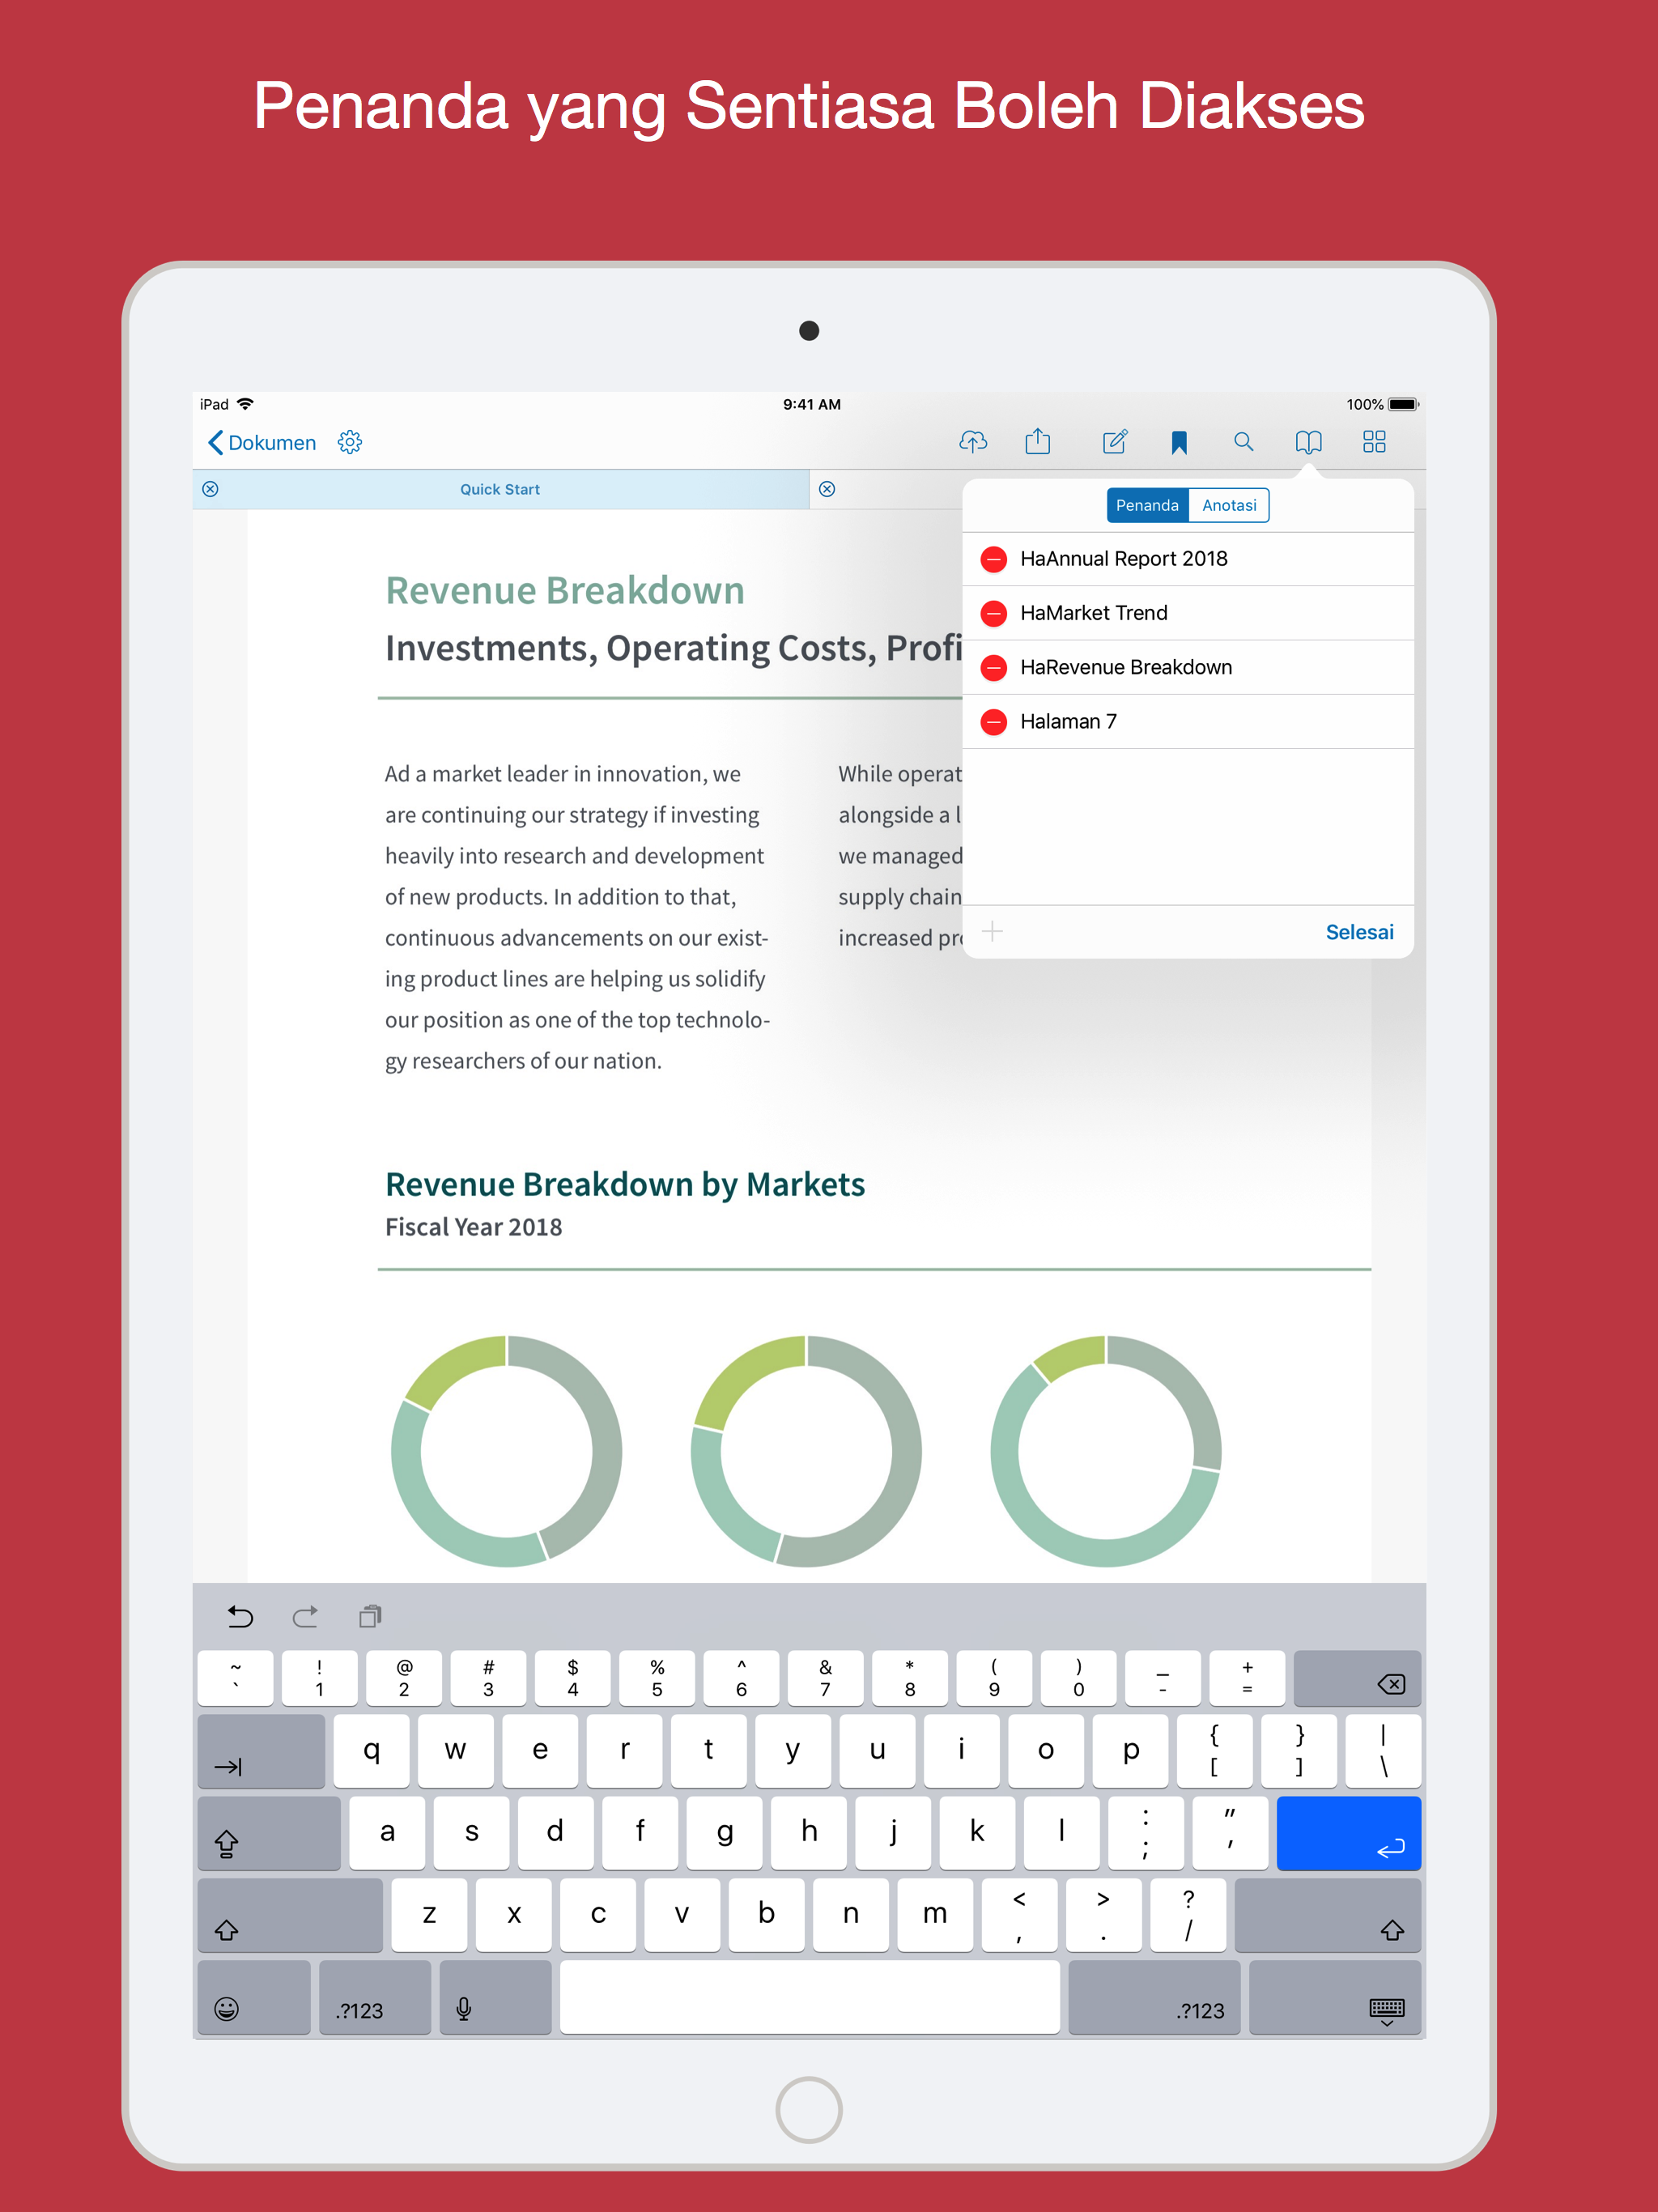 Penanda yang Sentiasa Boleh Diakses
iPad
9:41 AM
100%
Dokumen
Quick Start
Penanda
Anotasi
HaAnnual Report 2018
HaMarket Trend
HaRevenue Breakdown
Halaman 7
Selesai
Revenue Breakdown
Investments, Operating Costs, Profi
Ad a market leader in innovation, we
are continuing our strategy if investing
heavily into research and development
of new products. In addition to that,
continuous advancements on our exist-
ing product lines are helping us solidify
our position as one of the top technolo-
gy researchers of our nation.
While operat
alongside a l
we managed
supply chain
increased pro
Revenue Breakdown by Markets
Fiscal Year 2018
~ ! @ # $ % ^ & * ( ) _ +
` 1 2 3 4 5 6 7 8 9 0 - =
q w e r t y u i o p { } |
[ ] \
a s d f g h j k l : "
; '
z x c v b n m < > ?
, . /
.?123
.?123